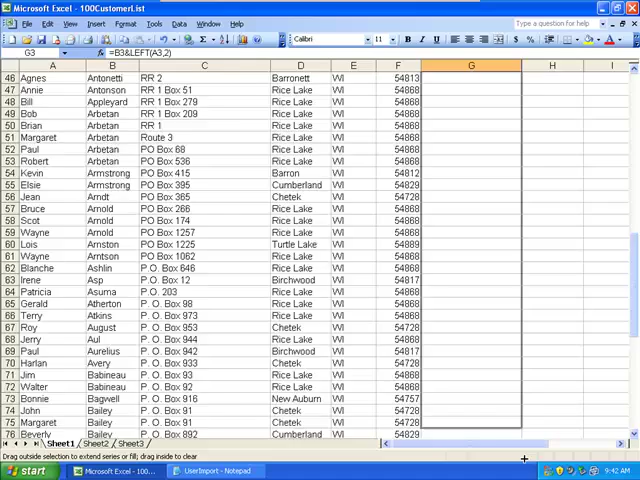 Microsoft Excel - 100CustomerList
File Edit View Insert Format Tools Data Window Help Type a question for help
Calibri 11 B I U
G3 =B3&LEFT(A3,2)
A B C D E F G H I
46 Agnes Antonetti RR 2 Barronett WI 54813
47 Annie Antonson RR 1 Box 51 Rice Lake WI 54868
48 Bill Appleyard RR 1 Box 279 Rice Lake WI 54868
49 Bob Arbetan RR 1 Box 209 Rice Lake WI 54868
50 Brian Arbetan RR 1 Rice Lake WI 54868
51 Margaret Arbetan Route 3 Rice Lake WI 54868
52 Paul Arbetan PO Box 68 Rice Lake WI 54868
53 Robert Arbetan PO Box 536 Rice Lake WI 54868
54 Kevin Armstrong PO Box 415 Barron WI 54812
55 Elsie Armstrong PO Box 395 Cumberland WI 54829
56 Jean Arndt PO Box 365 Chetek WI 54728
57 Bruce Arnold PO Box 266 Rice Lake WI 54868
58 Scot Arnold PO Box 174 Rice Lake WI 54868
59 Wayne Arnold PO Box 1257 Rice Lake WI 54868
60 Lois Arnston PO Box 1225 Turtle Lake WI 54889
61 Wayne Arntson PO Box 1062 Rice Lake WI 54868
62 Blanche Ashlin P.O. Box 646 Rice Lake WI 54868
63 Irene Asp P.O. Box 12 Birchwood WI 54817
64 Patricia Asuma P.O. 203 Rice Lake WI 54868
65 Gerald Atherton P. O. Box 98 Rice Lake WI 54868
66 Terry Atkins P. O. Box 973 Rice Lake WI 54868
67 Roy August P. O. Box 953 Chetek WI 54728
68 Jerry Aul P. O. Box 944 Rice Lake WI 54868
69 Paul Aurelius P. O. Box 942 Birchwood WI 54817
70 Harlan Avery P. O. Box 933 Chetek WI 54728
71 Jim Babineau P. O. Box 93 Rice Lake WI 54868
72 Walter Babineau P. O. Box 92 Rice Lake WI 54868
73 Bonnie Bagwell P. O. Box 916 New Auburn WI 54757
74 John Bailey P. O. Box 91 Chetek WI 54728
75 Margaret Bailey P. O. Box 91 Chetek WI 54728
76 Beverly Bailey P. O. Box 892 Cumberland WI 54829
Sheet1 Sheet2 Sheet3
Drag outside selection to extend series or fill; drag inside to clear
start Microsoft Excel - 100... UserImport - Notepad 9:42 AM